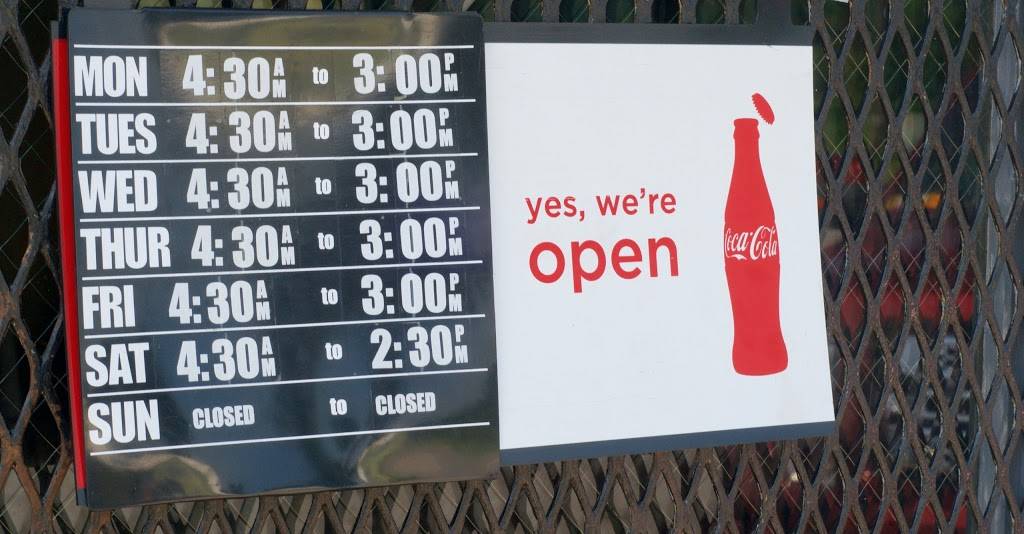 MON 4:30AM to 3:00PM
TUES 4:30AM to 3:00PM
WED 4:30AM to 3:00PM
THUR 4:30AM to 3:00PM
FRI 4:30AM to 3:00PM
SAT 4:30AM to 2:30PM
SUN CLOSED to CLOSED
yes, we're
open
Coca-Cola